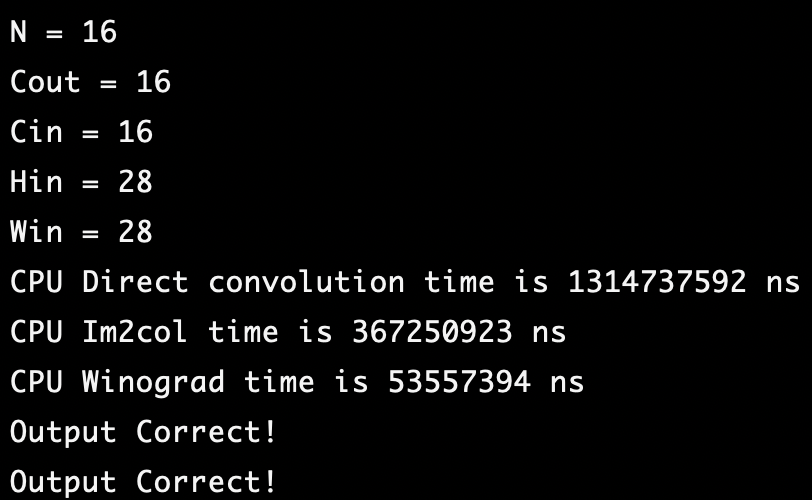 N = 16
Cout = 16
Cin = 16
Hin = 28
Win = 28
CPU Direct convolution time is 1314737592 ns
CPU Im2col time is 367250923 ns
CPU Winograd time is 53557394 ns
Output Correct!
Output Correct!